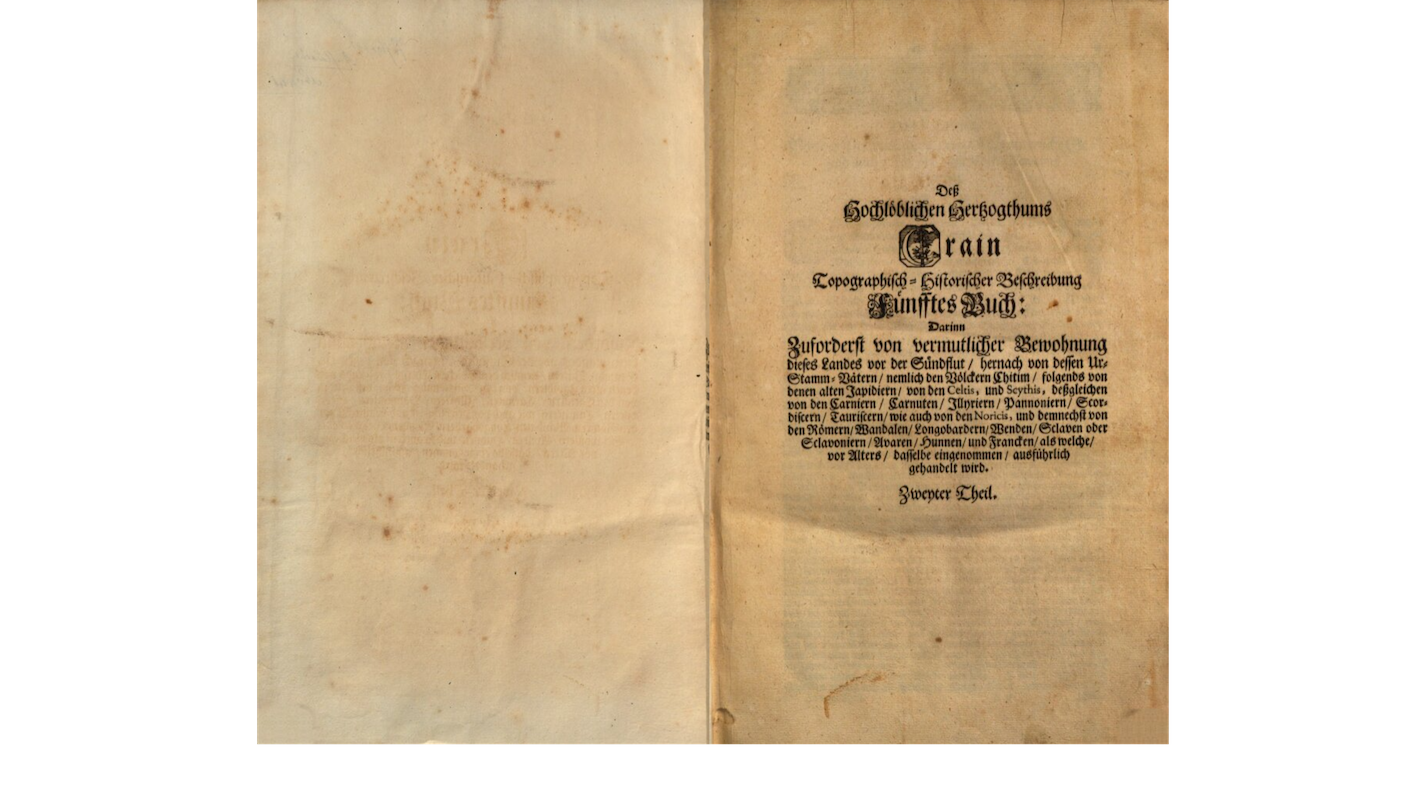 Deß
Hochlöblichen Hertzogthums
Crain
Topographisch-Historischer Beschreibung
Fünfftes Buch:
Darinn
Zuforderst von vermutlicher Bewohnung
dieses Landes vor der Sündflut / hernach von dessen Ur-
Stamm-Vätern / nemlich den Völckern Chitim / folgends von
denen alten Japidiern / von den Celtis, und Scythis, deßgleichen
von den Carniern / Carnuten / Illyriern / Pannoniern / Scor-
discern / Tauriscern / wie auch von den Noricis, und demnechst von
den Römern / Wandalen / Longobardern / Wenden / Sclaven oder
Sclavoniern / Avaren / Hunnen / und Francken / als welche /
vor Alters / dasselbe eingenommen / ausführlich
gehandelt wird.
Zweyter Theil.